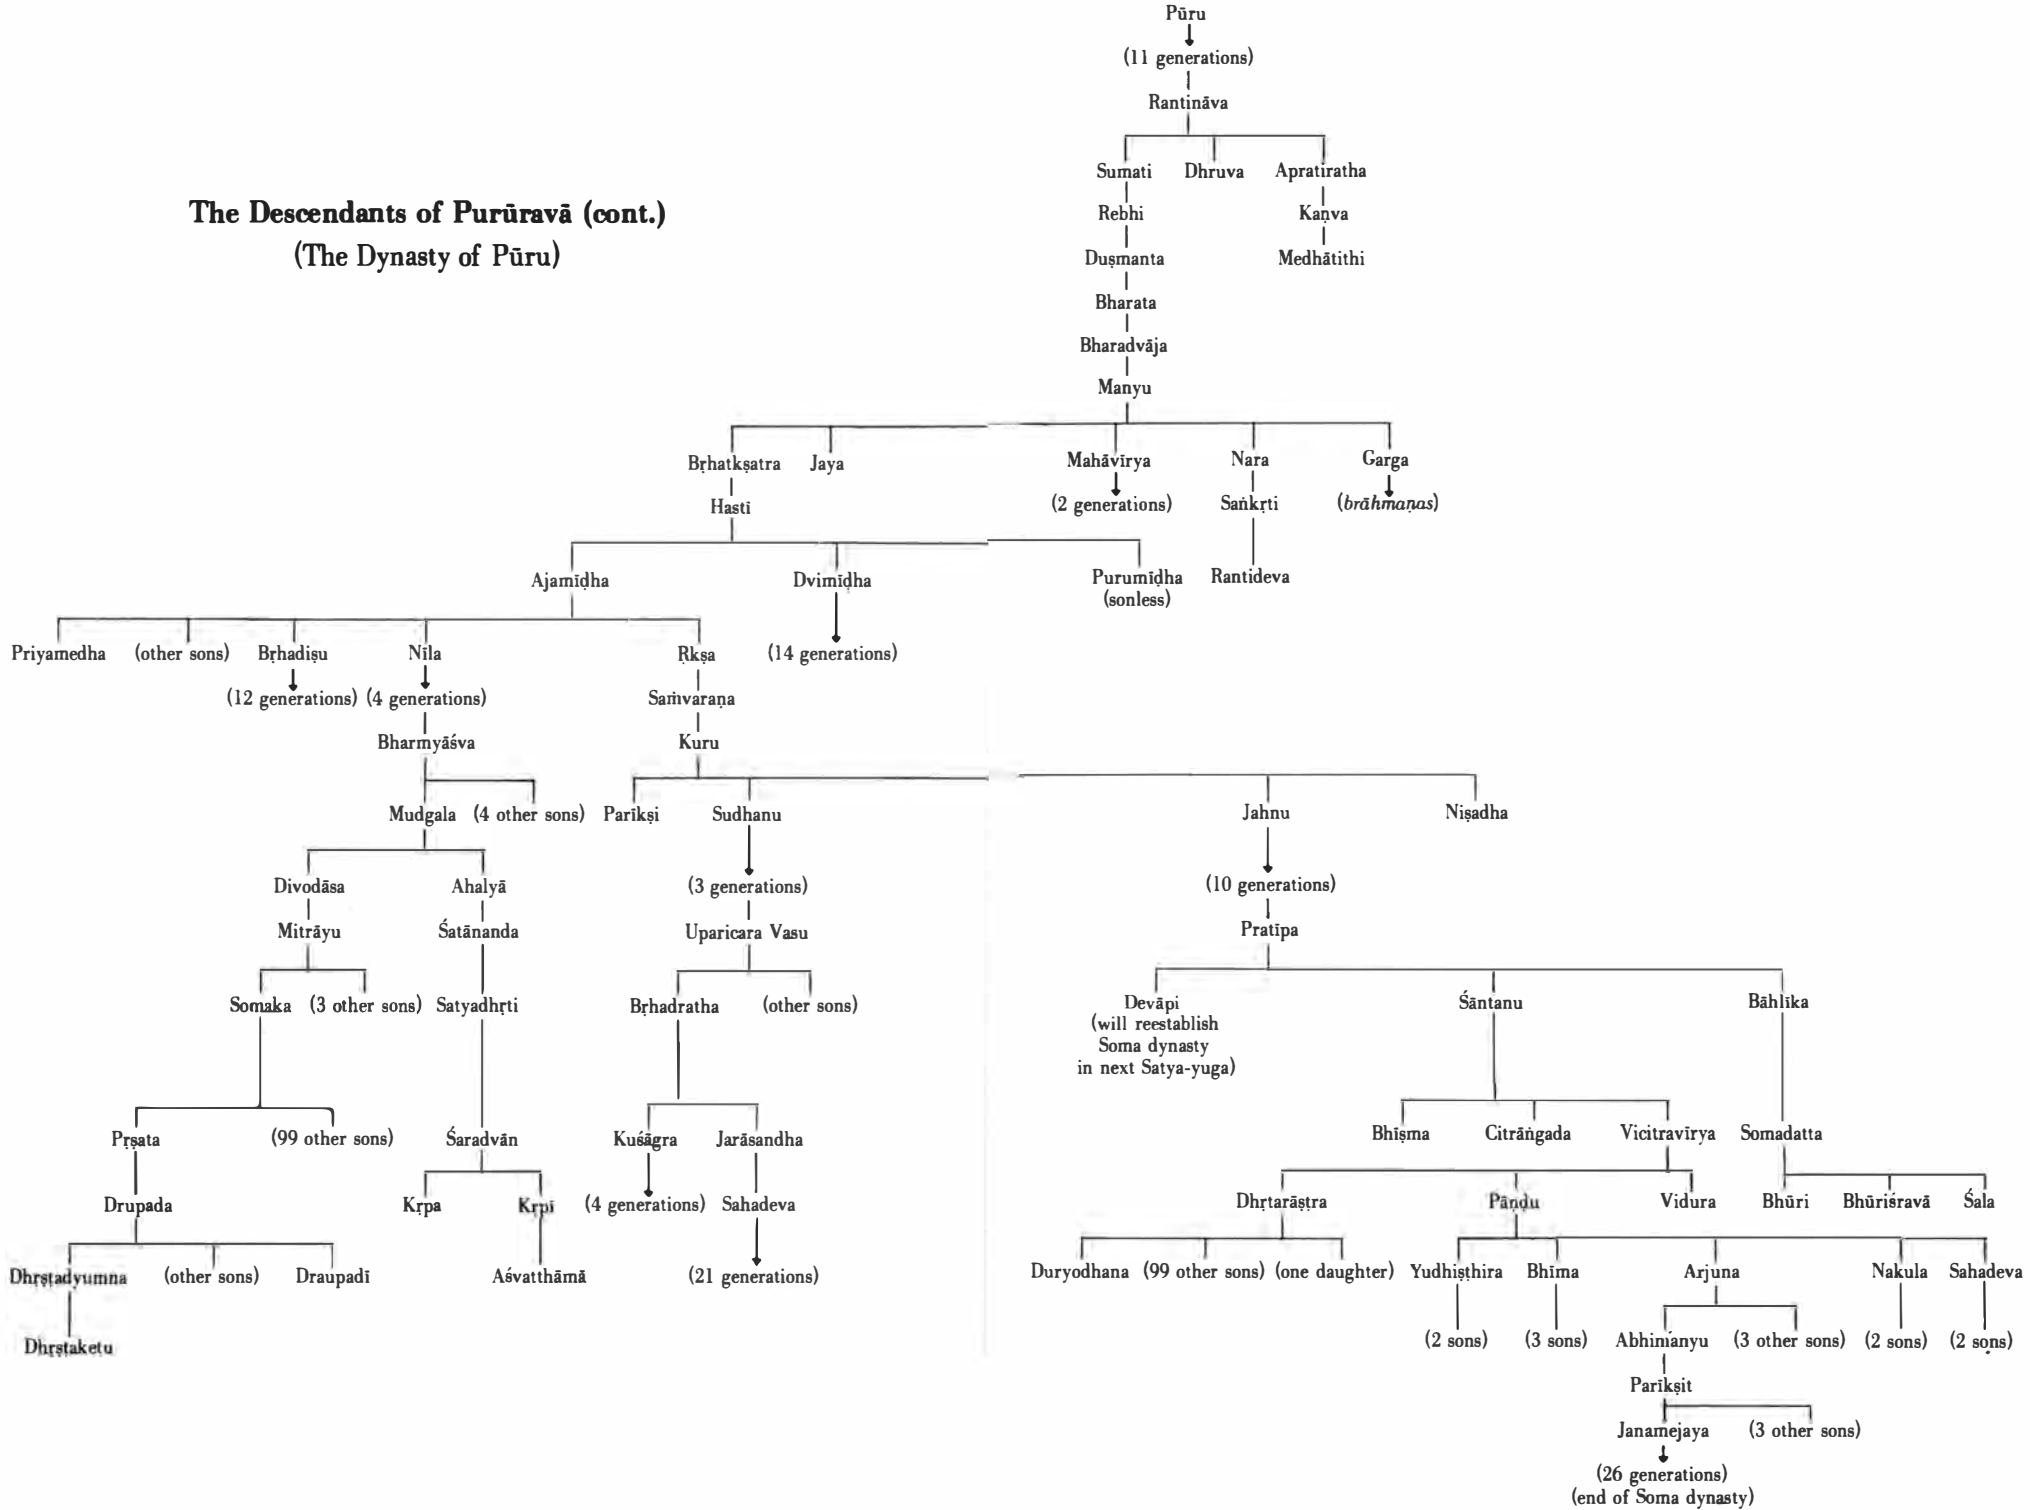 Pūru
(11 generations)
Rantināva
Sumati Dhruva Apratiratha
The Descendants of Purūravā (cont.)
(The Dynasty of Pūru)
Rebhi Kaṇva
Duṣmanta Medhātithi
Bharata
Bharadvāja
Manyu
Bṛhatkṣatra Jaya Mahāvīrya Nara Garga
Hastī (2 generations) Saṅkṛti (brāhmaṇas)
Ajamīḍha Dvimīḍha Purumīḍha Rantideva
(sonless)
Priyamedha (other sons) Bṛhadiṣu Nīla Ṛkṣa (14 generations)
(12 generations) (4 generations) Saṁvaraṇa
Bharmyāśva Kuru
Mudgala (4 other sons) Parīkṣi Sudhanu Jahnu Niṣadha
Divodāsa Ahalyā (3 generations) (10 generations)
Mitrāyu Śatānanda Uparicara Vasu Pratīpa
Somaka (3 other sons) Satyadhṛti Bṛhadratha (other sons) Devāpi Śāntanu Bāhlīka
(will reestablish
Soma dynasty
in next Satya-yuga)
Pṛṣata (99 other sons) Śaradvān Kuśāgra Jarāsandha Bhīṣma Citrāṅgada Vicitravīrya Somadatta
Drupada Kṛpa Kṛpī (4 generations) Sahadeva Dhṛtarāṣṭra Pāṇḍu Vidura Bhūri Bhūriśravā Śala
Dhṛṣṭadyumna (other sons) Draupadī Aśvatthāmā (21 generations) Duryodhana (99 other sons) (one daughter) Yudhiṣṭhira Bhīma Arjuna Nakula Sahadeva
Dhṛṣṭaketu (2 sons) (3 sons) Abhimanyu (3 other sons) (2 sons) (2 sons)
Parīkṣit
Janamejaya (3 other sons)
(26 generations)
(end of Soma dynasty)